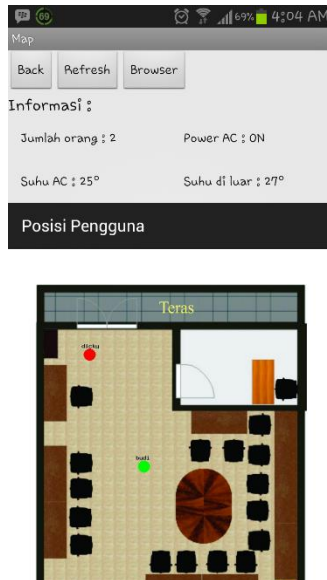 69 69% 4:04 AM
Map
Back Refresh Browser
Informasi :
Jumlah orang : 2 Power AC : ON
Suhu AC : 25° Suhu di luar : 27°
Posisi Pengguna
Teras
dicky
budi